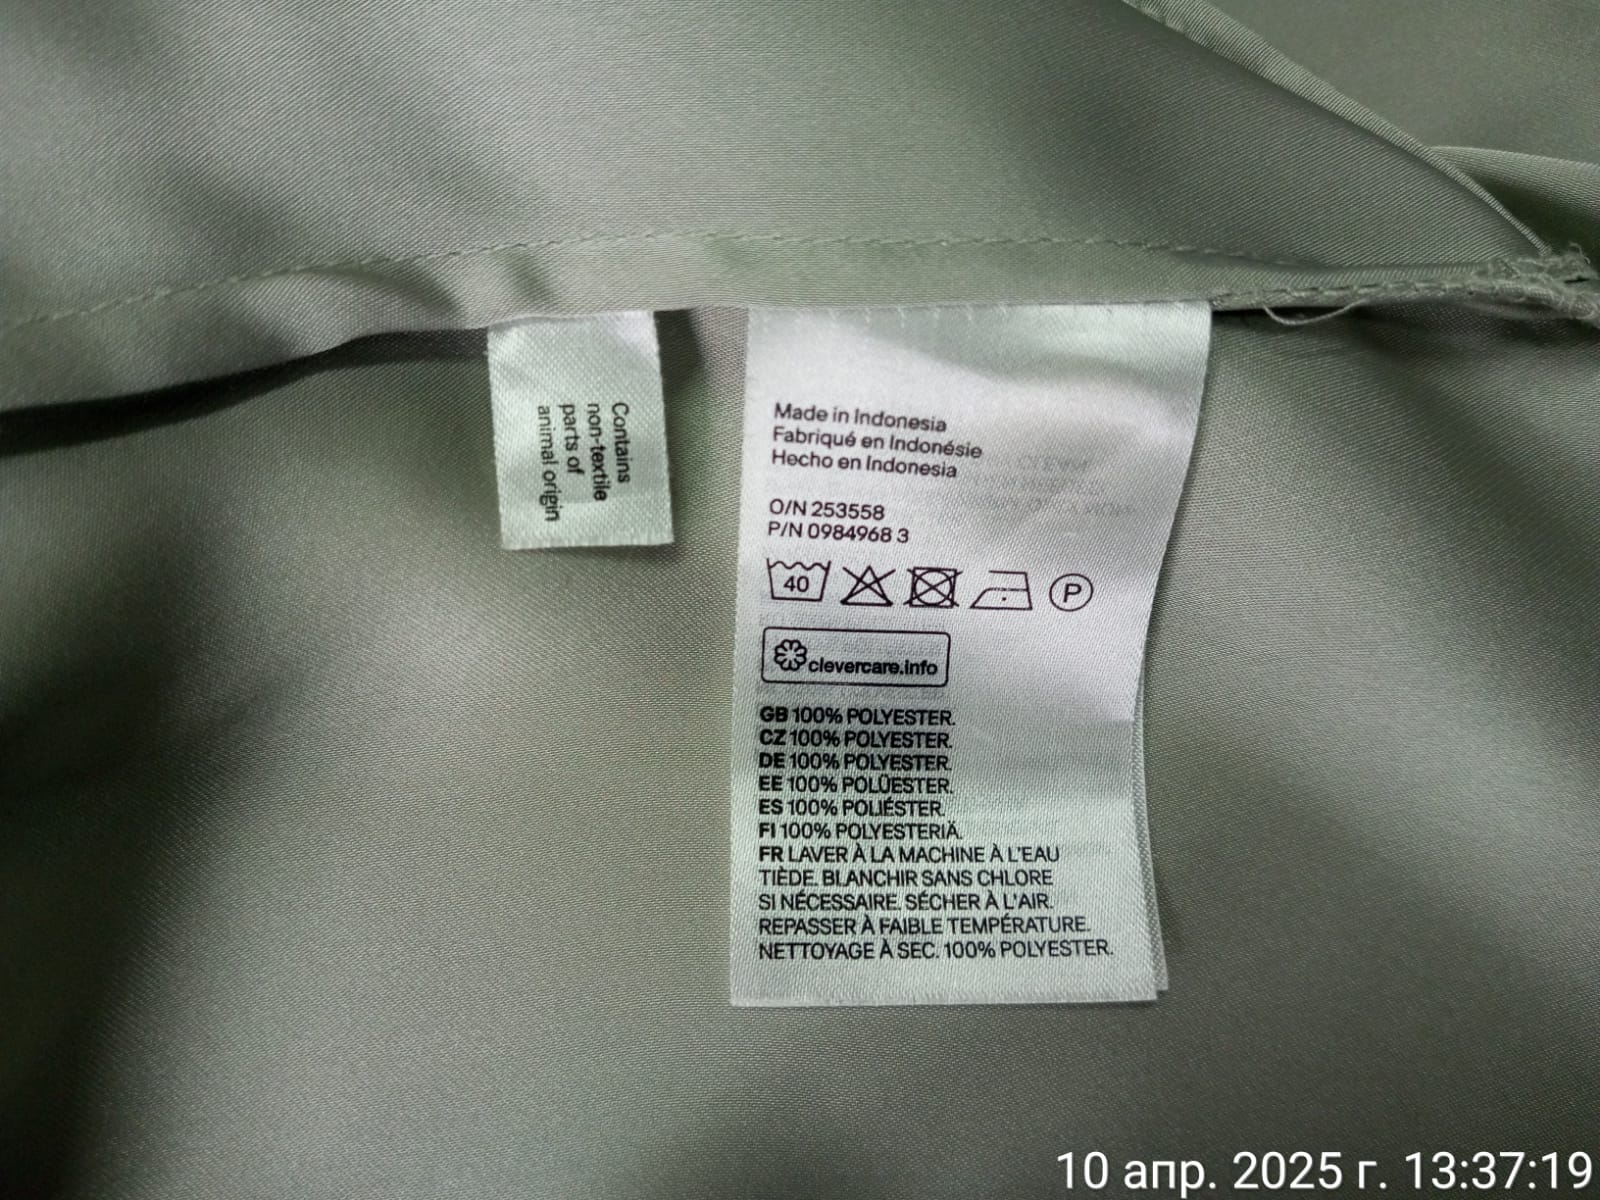 Contains
non-textile
parts of
animal origin
Made in Indonesia
Fabriqué en Indonésie
Hecho en Indonesia
O/N 253558
P/N 0984968 3
40
P
clevercare.info
GB 100% POLYESTER.
CZ 100% POLYESTER.
DE 100% POLYESTER.
EE 100% POLÜESTER.
ES 100% POLIÉSTER.
FI 100% POLYESTERIÄ.
FR LAVER À LA MACHINE À L'EAU
TIÈDE. BLANCHIR SANS CHLORE
SI NÉCESSAIRE. SÉCHER À L'AIR.
REPASSER À FAIBLE TEMPÉRATURE.
NETTOYAGE À SEC. 100% POLYESTER.
10 апр. 2025 г. 13:37:19